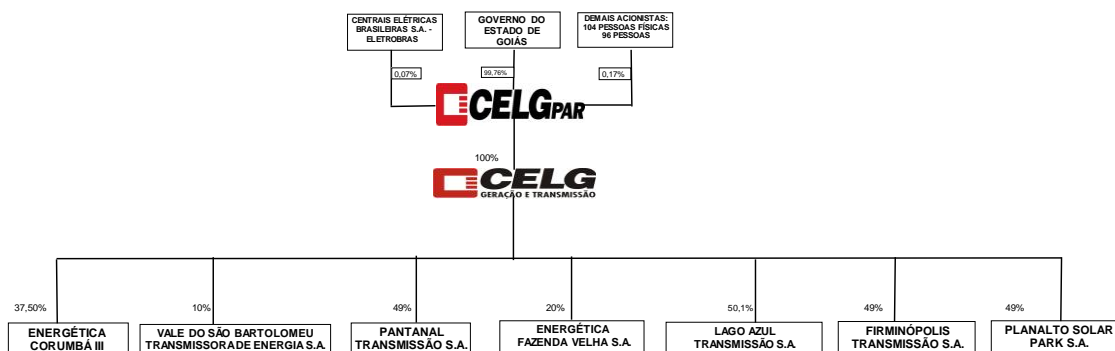 CENTRAIS ELÉTRICAS
BRASILEIRAS S.A. -
ELETROBRAS
GOVERNO DO
ESTADO DE
GOIÁS
DEMAIS ACIONISTAS:
104 PESSOAS FÍSICAS
96 PESSOAS
0,07%
99,76%
0,17%
CELGPAR
100%
CELG
GERAÇÃO E TRANSMISSÃO
37,50%
10%
49%
20%
50,1%
49%
49%
ENERGÉTICA
CORUMBÁ III
VALE DO SÃO BARTOLOMEU
TRANSMISSORA DE ENERGIA S.A.
PANTANAL
TRANSMISSÃO S.A.
ENERGÉTICA
FAZENDA VELHA S.A.
LAGO AZUL
TRANSMISSÃO S.A.
FIRMINÓPOLIS
TRANSMISSÃO S.A.
PLANALTO SOLAR
PARK S.A.